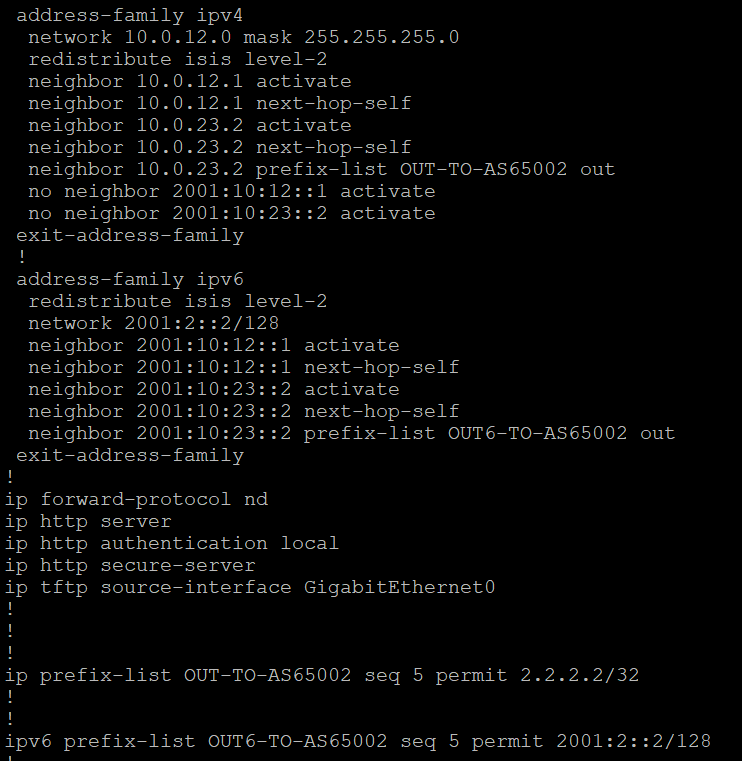 address-family ipv4
network 10.0.12.0 mask 255.255.255.0
redistribute isis level-2
neighbor 10.0.12.1 activate
neighbor 10.0.12.1 next-hop-self
neighbor 10.0.23.2 activate
neighbor 10.0.23.2 next-hop-self
neighbor 10.0.23.2 prefix-list OUT-TO-AS65002 out
no neighbor 2001:10:12::1 activate
no neighbor 2001:10:23::2 activate
exit-address-family
!
address-family ipv6
redistribute isis level-2
network 2001:2::2/128
neighbor 2001:10:12::1 activate
neighbor 2001:10:12::1 next-hop-self
neighbor 2001:10:23::2 activate
neighbor 2001:10:23::2 next-hop-self
neighbor 2001:10:23::2 prefix-list OUT6-TO-AS65002 out
exit-address-family
!
ip forward-protocol nd
ip http server
ip http authentication local
ip http secure-server
ip tftp source-interface GigabitEthernet0
!
!
!
ip prefix-list OUT-TO-AS65002 seq 5 permit 2.2.2.2/32
!
!
ipv6 prefix-list OUT6-TO-AS65002 seq 5 permit 2001:2::2/128
!